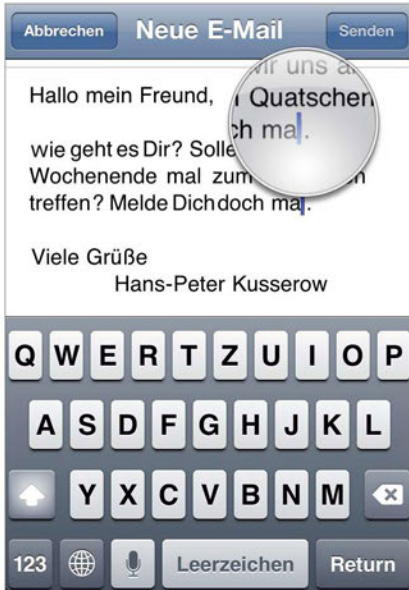 Abbrechen Neue E-Mail Senden
wir uns a
Hallo mein Freund, Quatschen
ch mal.
wie geht es Dir? Solle
Wochenende mal zum n
treffen? Melde Dich doch mal.
Viele Grüße
Hans-Peter Kusserow
Q W E R T Z U I O P
A S D F G H J K L
Y X C V B N M
123 Leerzeichen Return